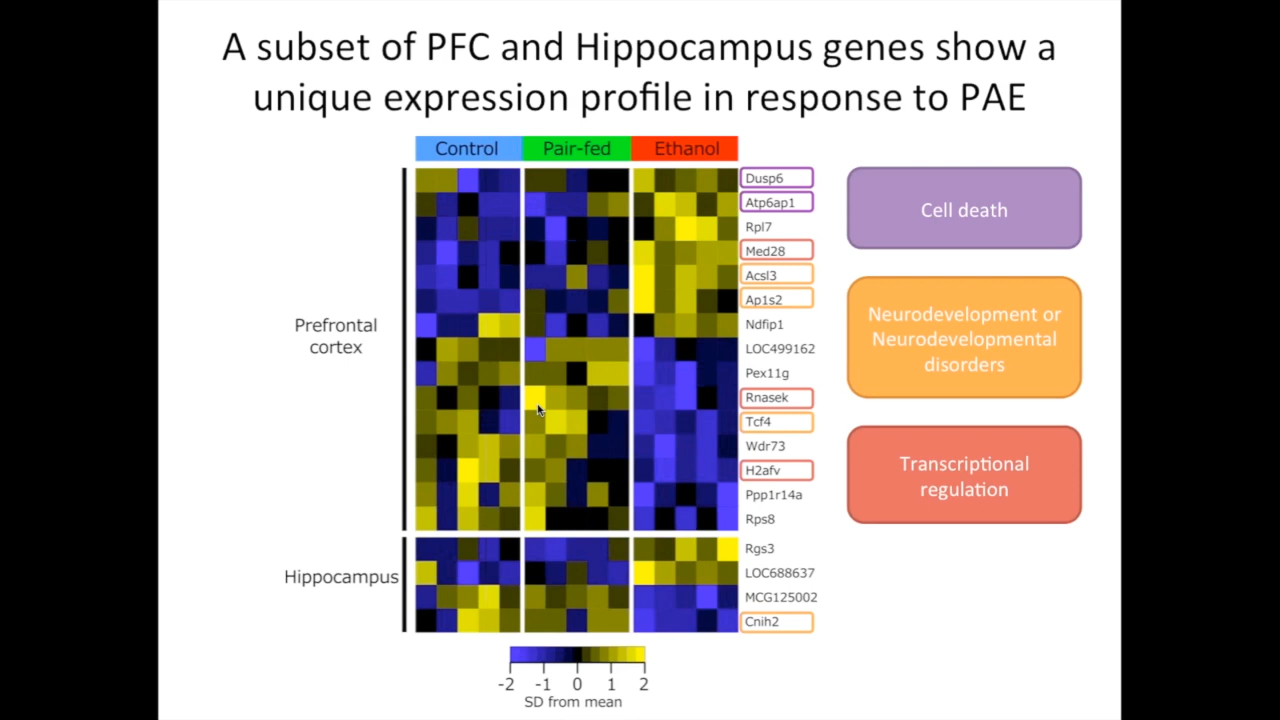 A subset of PFC and Hippocampus genes show a
unique expression profile in response to PAE
Control
Pair-fed
Ethanol
Prefrontal
cortex
Dusp6
Atp6ap1
Rpl7
Med28
Acsl3
Ap1s2
Ndfip1
LOC499162
Pex11g
Rnasek
Tcf4
Wdr73
H2afv
Ppp1r14a
Rps8
Hippocampus
Rgs3
LOC688637
MCG125002
Cnih2
-2 -1 0 1 2
SD from mean
Cell death
Neurodevelopment or
Neurodevelopmental
disorders
Transcriptional
regulation